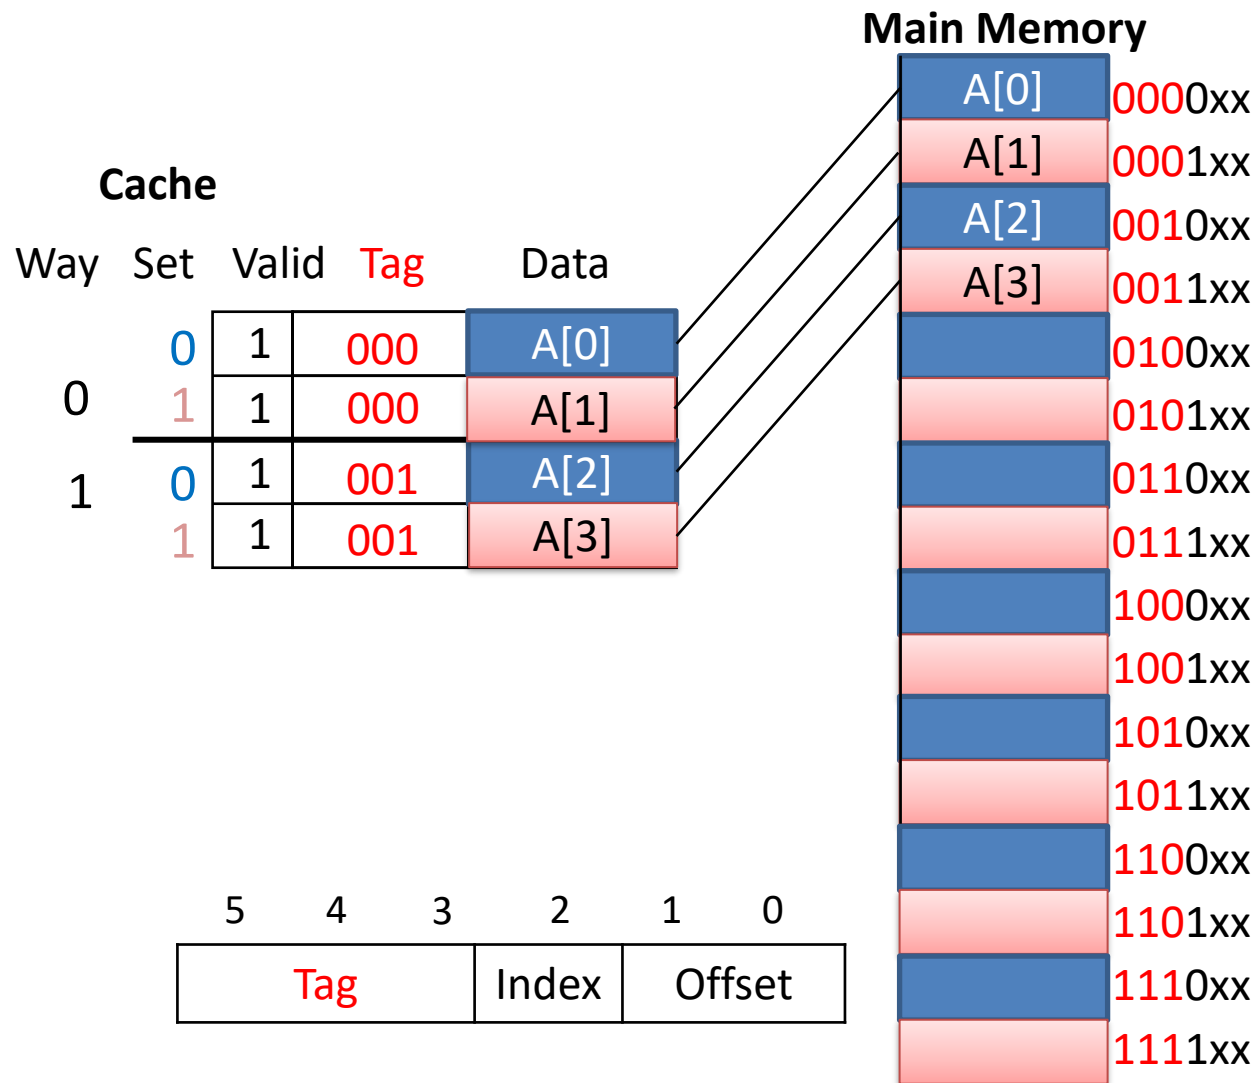 Main Memory
A[0] 0000xx
A[1] 0001xx
A[2] 0010xx
A[3] 0011xx
0100xx
0101xx
0110xx
0111xx
1000xx
1001xx
1010xx
1011xx
1100xx
1101xx
1110xx
1111xx
Cache
Way Set Valid Tag Data
0 1 000 A[0]
0 1 1 000 A[1]
1 0 1 001 A[2]
1 1 001 A[3]
5 4 3 2 1 0
Tag Index Offset